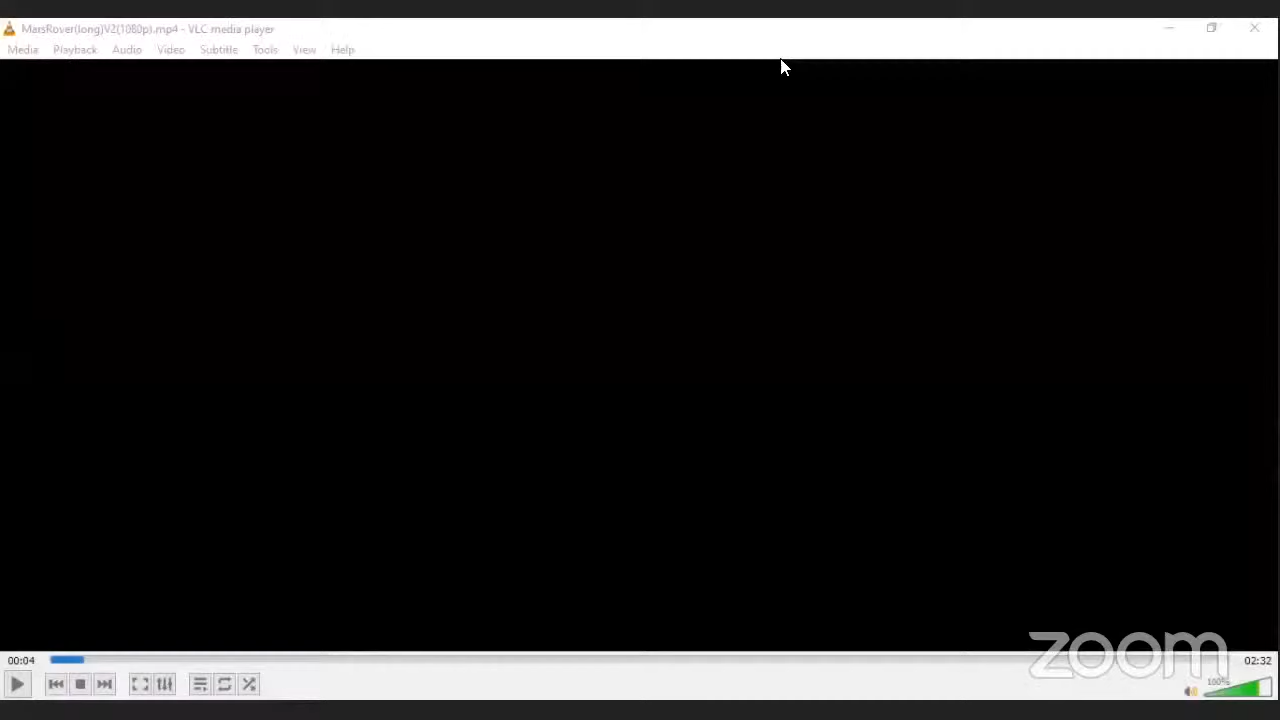 MarsRover(long)V2(1080p).mp4 - VLC media player
Media Playback Audio Video Subtitle Tools View Help
zoom
00:04 02:32
100%